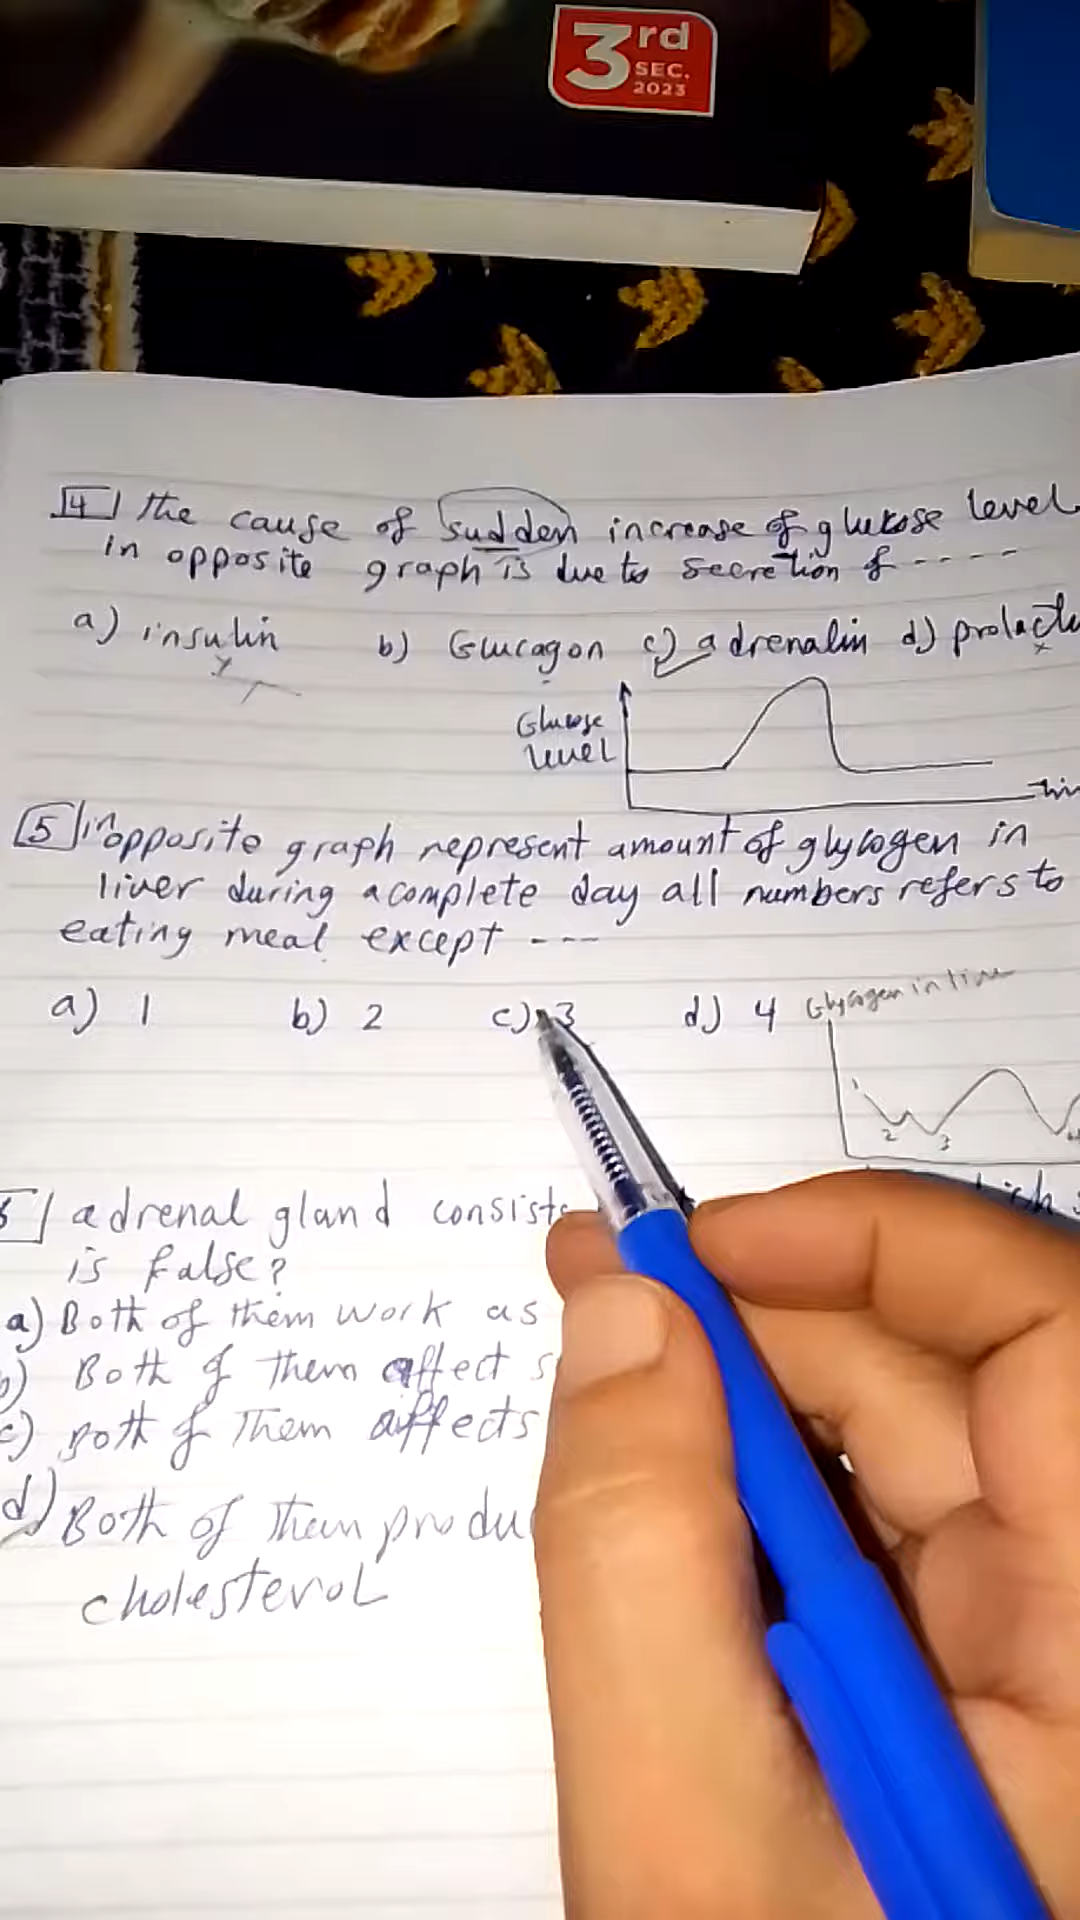 3rd
SEC.
2023
4 The cause of sudden increase of glucose level
in opposite graph is due to secretion of -----
a) insulin b) Glucagon c) adrenalin d)
Glucose
level
5 in opposite graph represent amount of glycogen in
liver during a complete day all numbers refers to
eating meal except ---
a) 1 b) 2 c) 3 d) 4
Glycogen in
1
2 3
adrenal gland consists
is false?
a) Both of them work as
Both of them affect
c) Both of them affects
d) Both of them
cholesterol